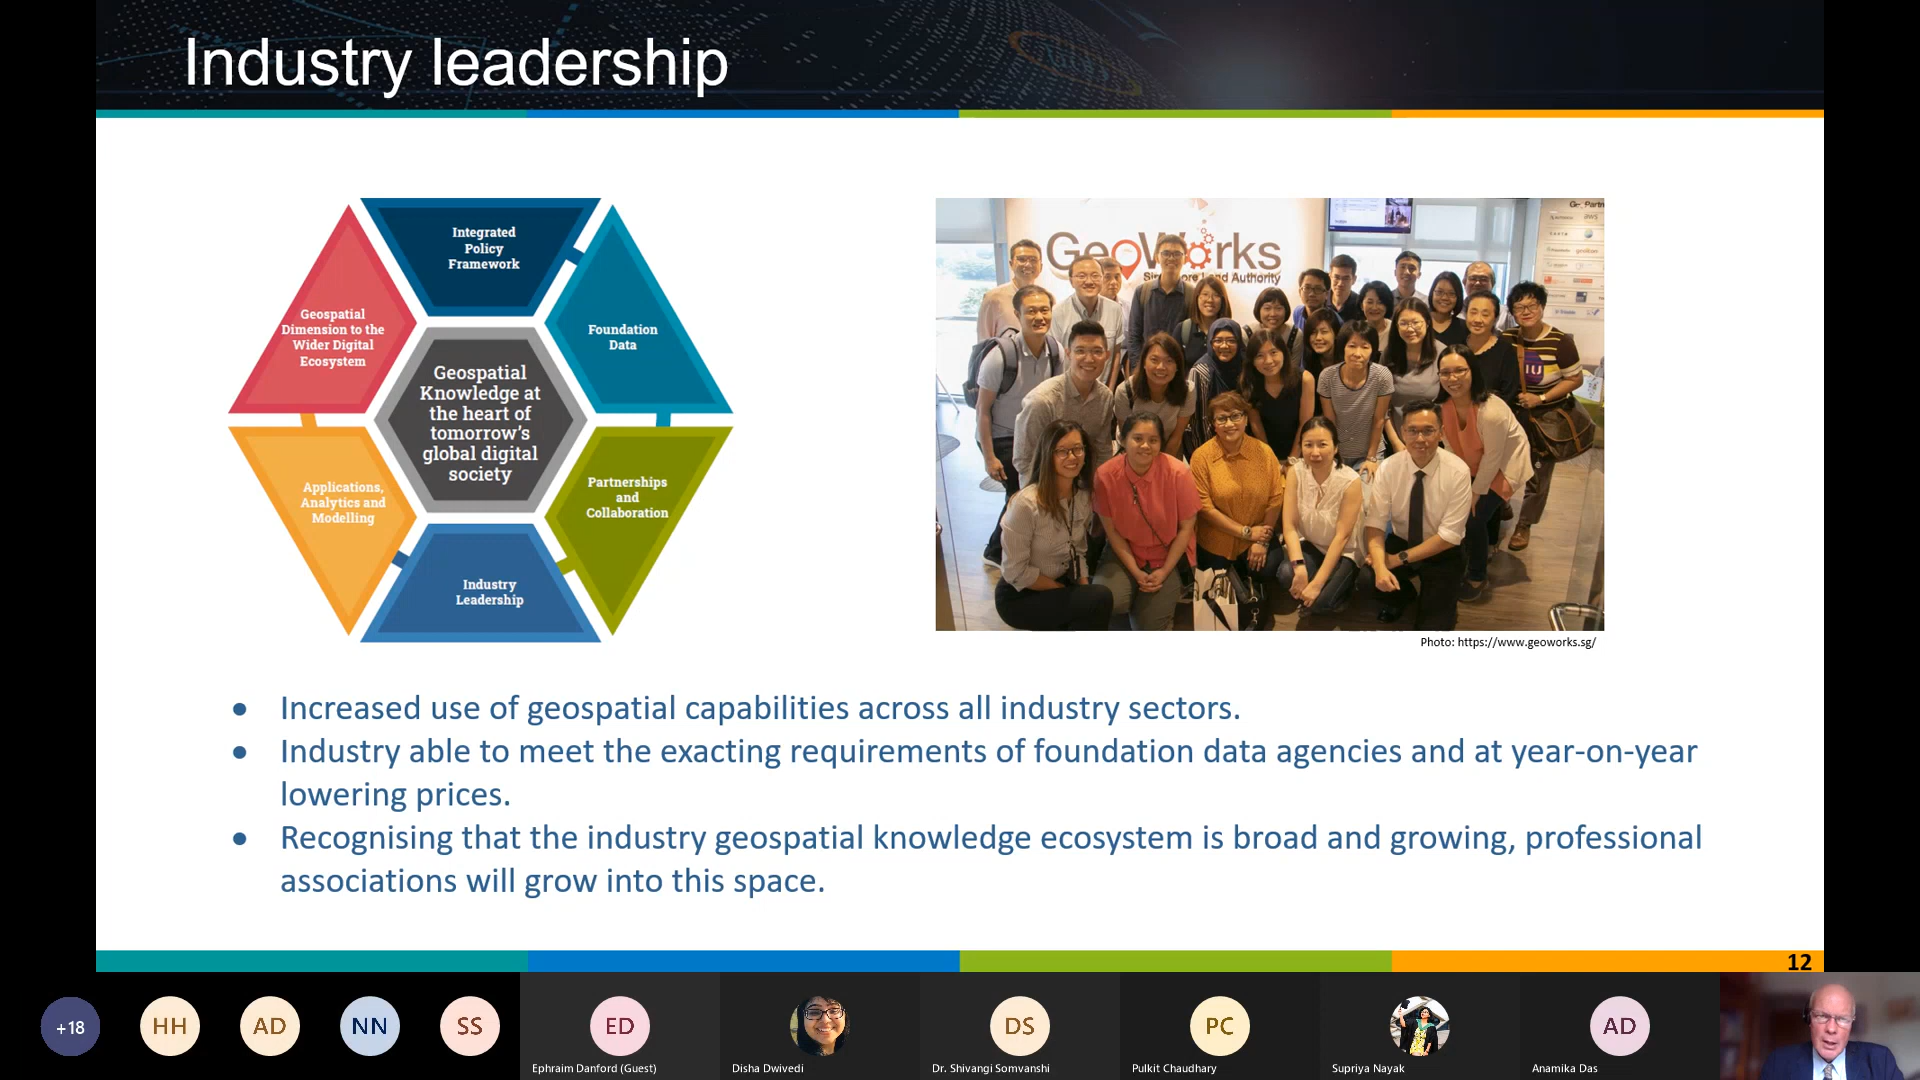 Industry leadership
Integrated
Policy
Framework
Geospatial
Dimension to the
Wider Digital
Ecosystem
Foundation
Data
Geospatial
Knowledge at
the heart of
tomorrow's
global digital
society
Applications,
Analytics and
Modelling
Partnerships
and
Collaboration
Industry
Leadership
GeoWorks
Photo: https://www.geoworks.sg/
• Increased use of geospatial capabilities across all industry sectors.
• Industry able to meet the exacting requirements of foundation data agencies and at year-on-year
lowering prices.
• Recognising that the industry geospatial knowledge ecosystem is broad and growing, professional
associations will grow into this space.
12
+18
HH
AD
NN
SS
ED
DS
PC
AD
Ephraim Danford (Guest)
Disha Dwivedi
Dr. Shivangi Somvanshi
Pulkit Chaudhary
Supriya Nayak
Anamika Das